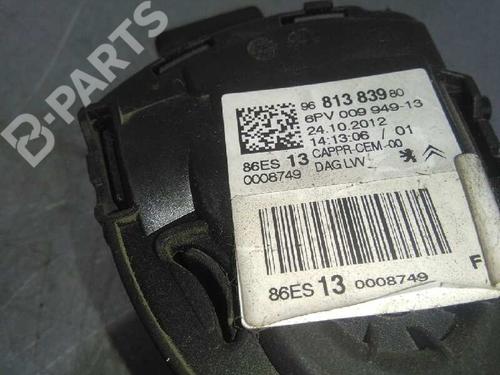 B-PARTS
96 813 839 80
6PV 009 949-13
24.10.2012
14:13:06 / 01
86ES 13 CAPPR-CEM-00
0008749 DAG LVV
86ES 13 0008749
F